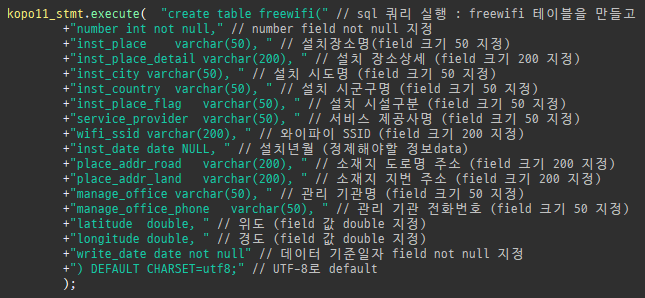 kopo11_stmt.execute(  "create table freewifi(" // sql 쿼리 실행 : freewifi 테이블을 만들고
+"number int not null," // number field not null 지정
+"inst_place    varchar(50), " // 설치장소명(field 크기 50 지정)
+"inst_place_detail varchar(200), " // 설치 장소상세 (field 크기 200 지정)
+"inst_city varchar(50), " // 설치 시도명 (field 크기 50 지정)
+"inst_country  varchar(50), " // 설치 시군구명 (field 크기 50 지정)
+"inst_place_flag   varchar(50), " // 설치 시설구분 (field 크기 50 지정)
+"service_provider  varchar(50), " // 서비스 제공사명 (field 크기 50 지정)
+"wifi_ssid varchar(200), " // 와이파이 SSID (field 크기 200 지정)
+"inst_date date NULL, " // 설치년월 (정제해야할 정보data)
+"place_addr_road   varchar(200), " // 소재지 도로명 주소 (field 크기 200 지정)
+"place_addr_land   varchar(200), " // 소재지 지번 주소 (field 크기 200 지정)
+"manage_office varchar(50), " // 관리 기관명 (field 크기 50 지정)
+"manage_office_phone   varchar(50), " // 관리 기관 전화번호 (field 크기 50 지정)
+"latitude  double, " // 위도 (field 값 double 지정)
+"longitude double, " // 경도 (field 값 double 지정)
+"write_date date not null" // 데이터 기준일자 field not null 지정
+") DEFAULT CHARSET=utf8;" // UTF-8로 default
);